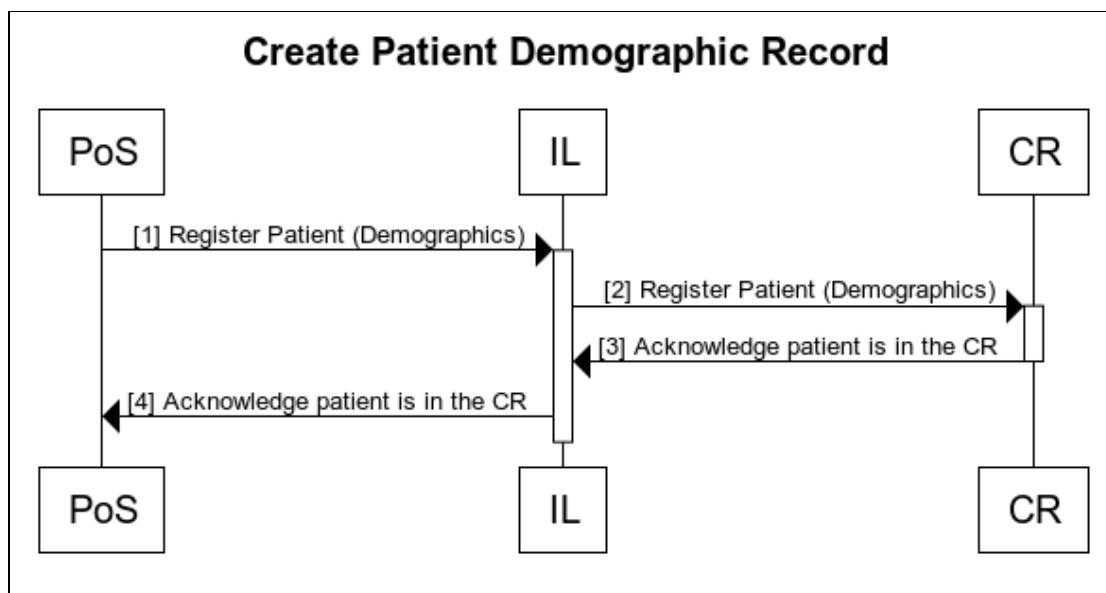 Create Patient Demographic Record
PoS
IL
CR
[1] Register Patient (Demographics)
[2] Register Patient (Demographics)
[3] Acknowledge patient is in the CR
[4] Acknowledge patient is in the CR
PoS
IL
CR